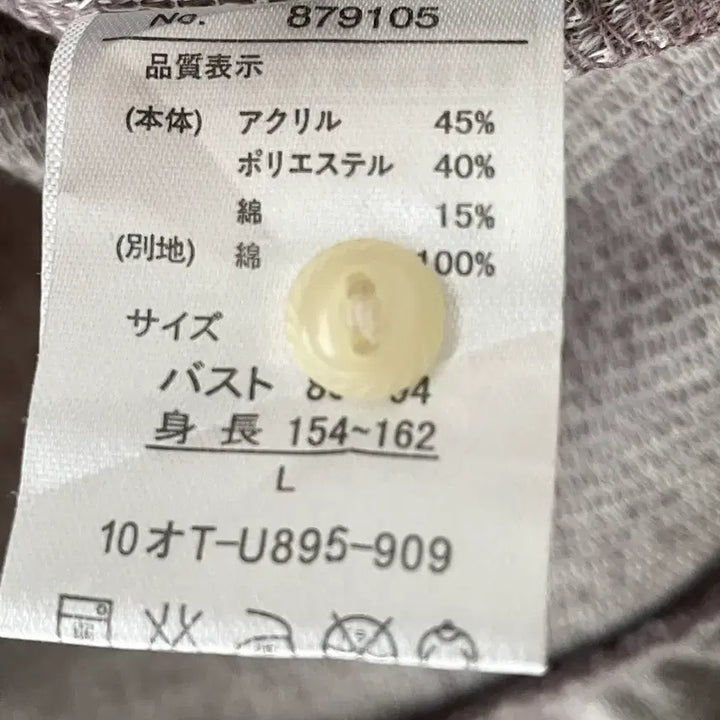 No. 879105
品質表示
(本体) アクリル 45%
ポリエステル 40%
綿 15%
(別地) 綿 100%
サイズ
バスト
身長 154~162
L
10オT-U895-909